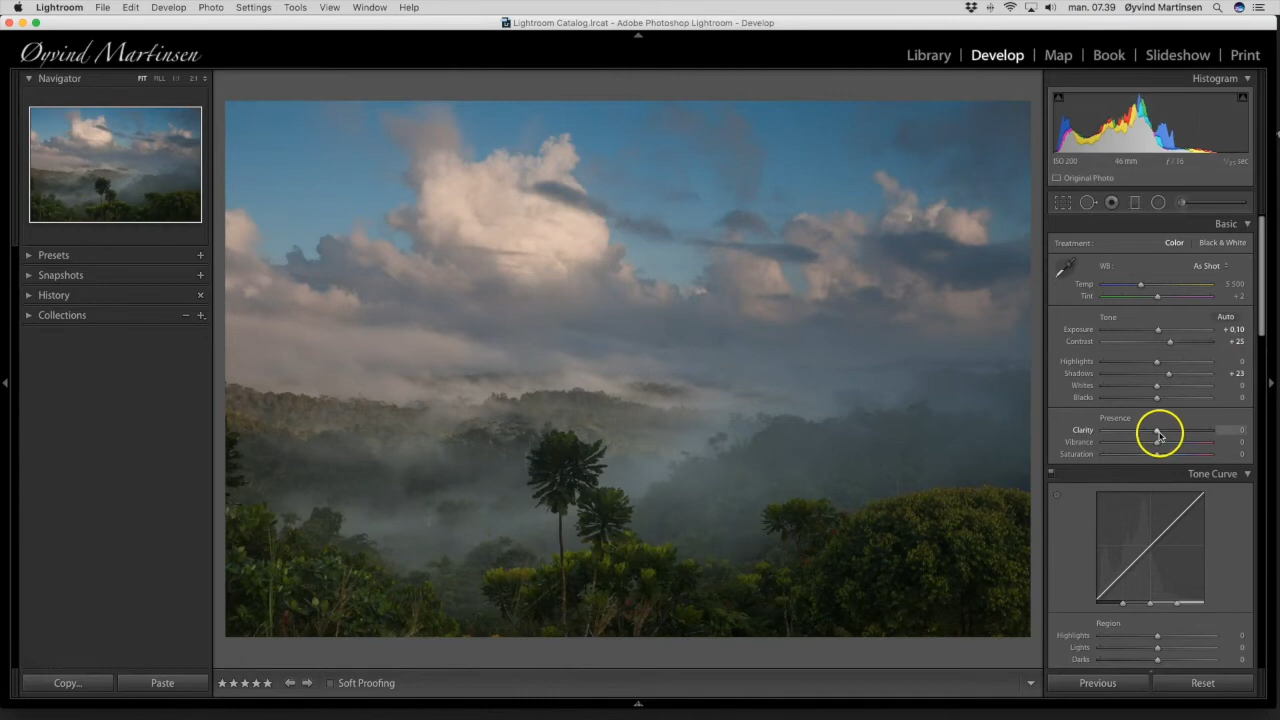 Lightroom File Edit Develop Photo Settings Tools View Window Help man. 07.39 Øyvind Martinsen
Lightroom Catalog.lrcat - Adobe Photoshop Lightroom - Develop
Øyvind Martinsen
Library | Develop | Map | Book | Slideshow | Print
Navigator FIT FILL 1:1 2:1
Histogram
ISO 200 46 mm f / 16 1/25 sec
Original Photo
Basic
Treatment: Color Black & White
WB: As Shot
Temp 5 500
Tint + 2
Tone Auto
Exposure + 0,10
Contrast + 25
Highlights 0
Shadows + 23
Whites 0
Blacks 0
Presence
Clarity 0
Vibrance 0
Saturation 0
Tone Curve
Region
Highlights 0
Lights 0
Darks 0
Presets
Snapshots
History
Collections
Copy... Paste
Soft Proofing
Previous Reset